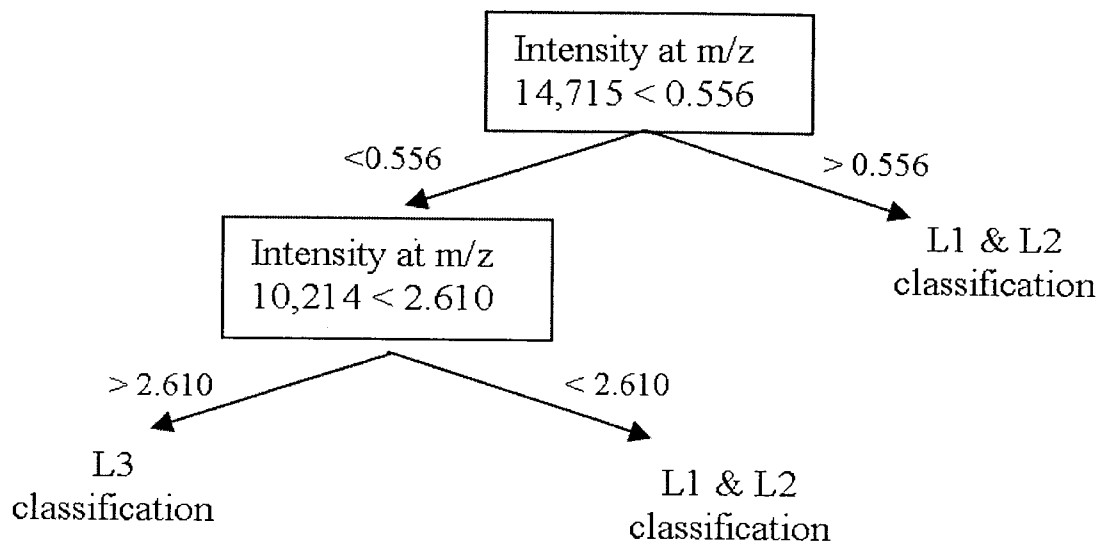 Intensity at m/z
14,715 < 0.556
<0.556
> 0.556
Intensity at m/z
10,214 < 2.610
L1 & L2
classification
> 2.610
< 2.610
L3
classification
L1 & L2
classification